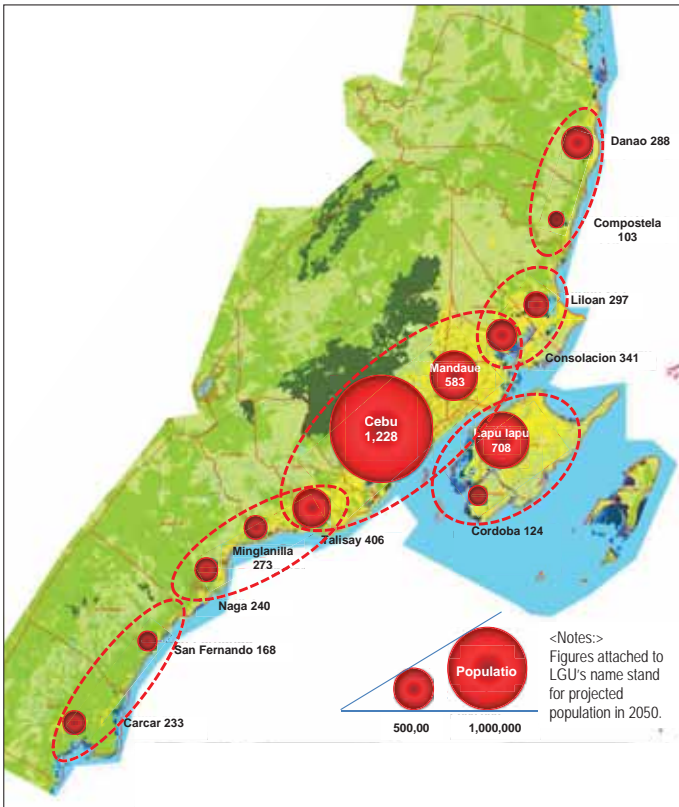 Danao 288
Compostela
103
Liloan 297
Consolacion 341
Mandaue
583
Cebu
1,228
Lapu lapu
708
Talisay 406
Cordoba 124
Minglanilla
273
Naga 240
San Fernando 168
Carcar 233
Populatio
500,00
1,000,000
<Notes:>
Figures attached to
LGU's name stand
for projected
population in 2050.